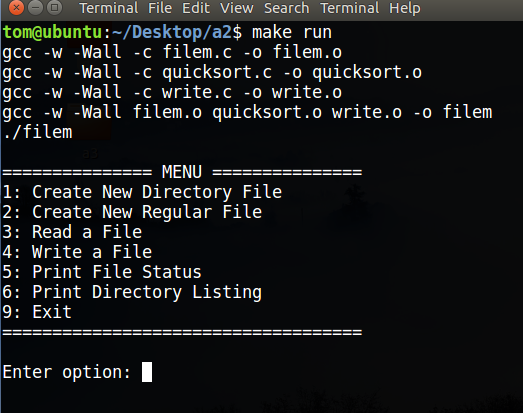 Terminal File Edit View Search Terminal Help
tom@ubuntu:~/Desktop/a2$ make run
gcc -w -Wall -c filem.c -o filem.o
gcc -w -Wall -c quicksort.c -o quicksort.o
gcc -w -Wall -c write.c -o write.o
gcc -w -Wall filem.o quicksort.o write.o -o filem
./filem
=============== MENU ===============
1: Create New Directory File
2: Create New Regular File
3: Read a File
4: Write a File
5: Print File Status
6: Print Directory Listing
9: Exit
====================================
Enter option: